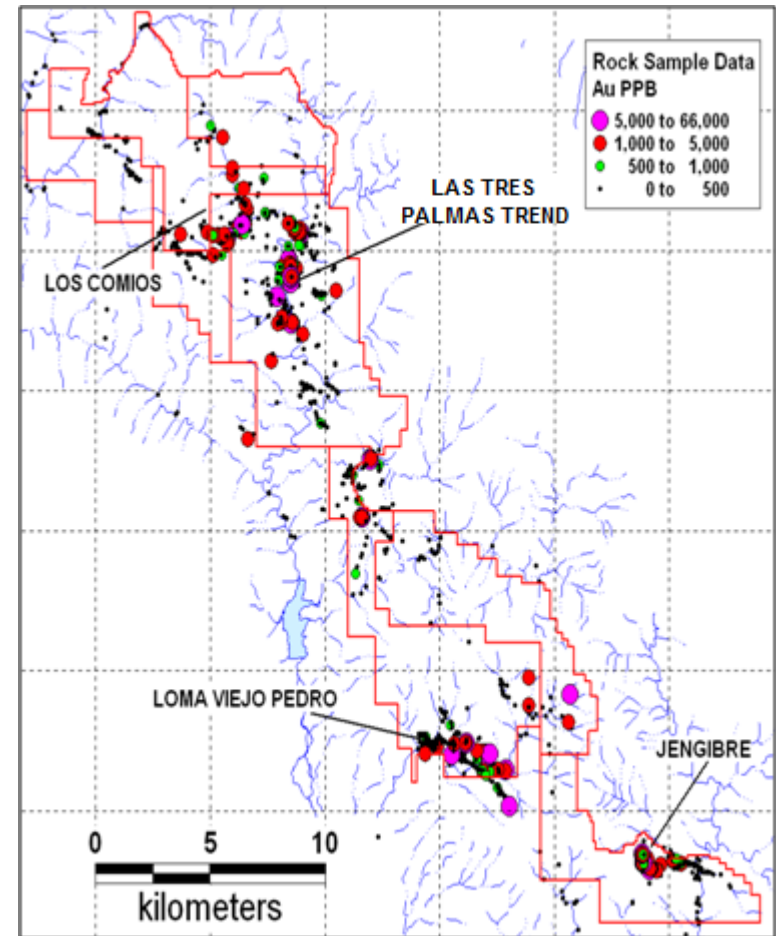 Rock Sample Data
Au PPB
5,000 to 66,000
1,000 to 5,000
500 to 1,000
0 to 500
LAS TRES
PALMAS TREND
LOS COMIOS
LOMA VIEJO PEDRO
JENGIBRE
0 5 10
kilometers